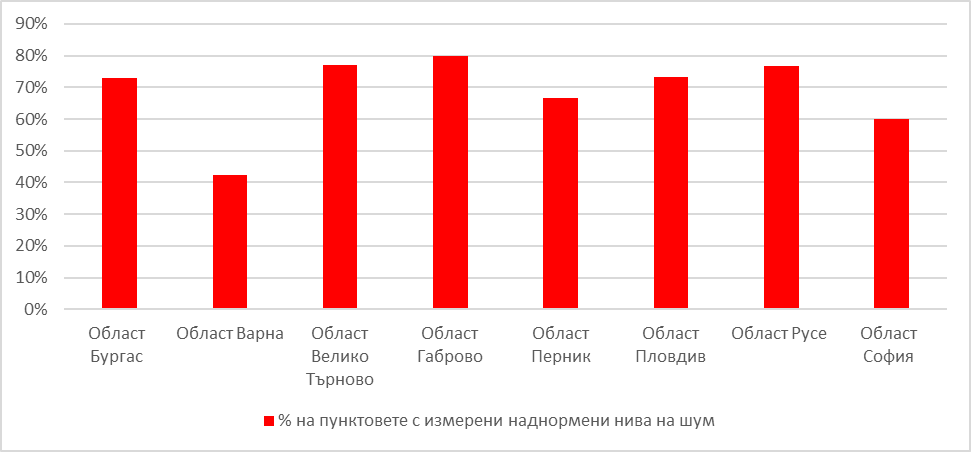 90%
80%
70%
60%
50%
40%
30%
20%
10%
0%
Област
Бургас
Област Варна
Област
Велико
Търново
Област
Габрово
Област
Перник
Област
Пловдив
Област Русе
Област
София
% на пунктовете с измерени наднормени нива на шум